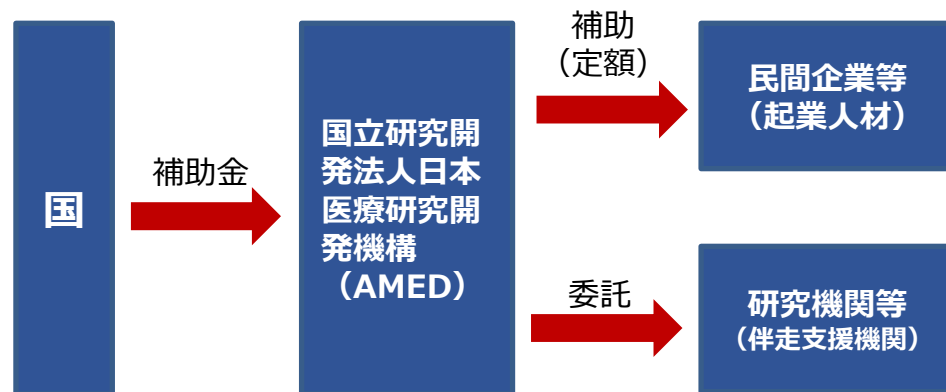 国
補助金
国立研究開
発法人日本
医療研究開
発機構
（AMED）
補助
（定額）
民間企業等
（起業人材）
委託
研究機関等
（伴走支援機関）